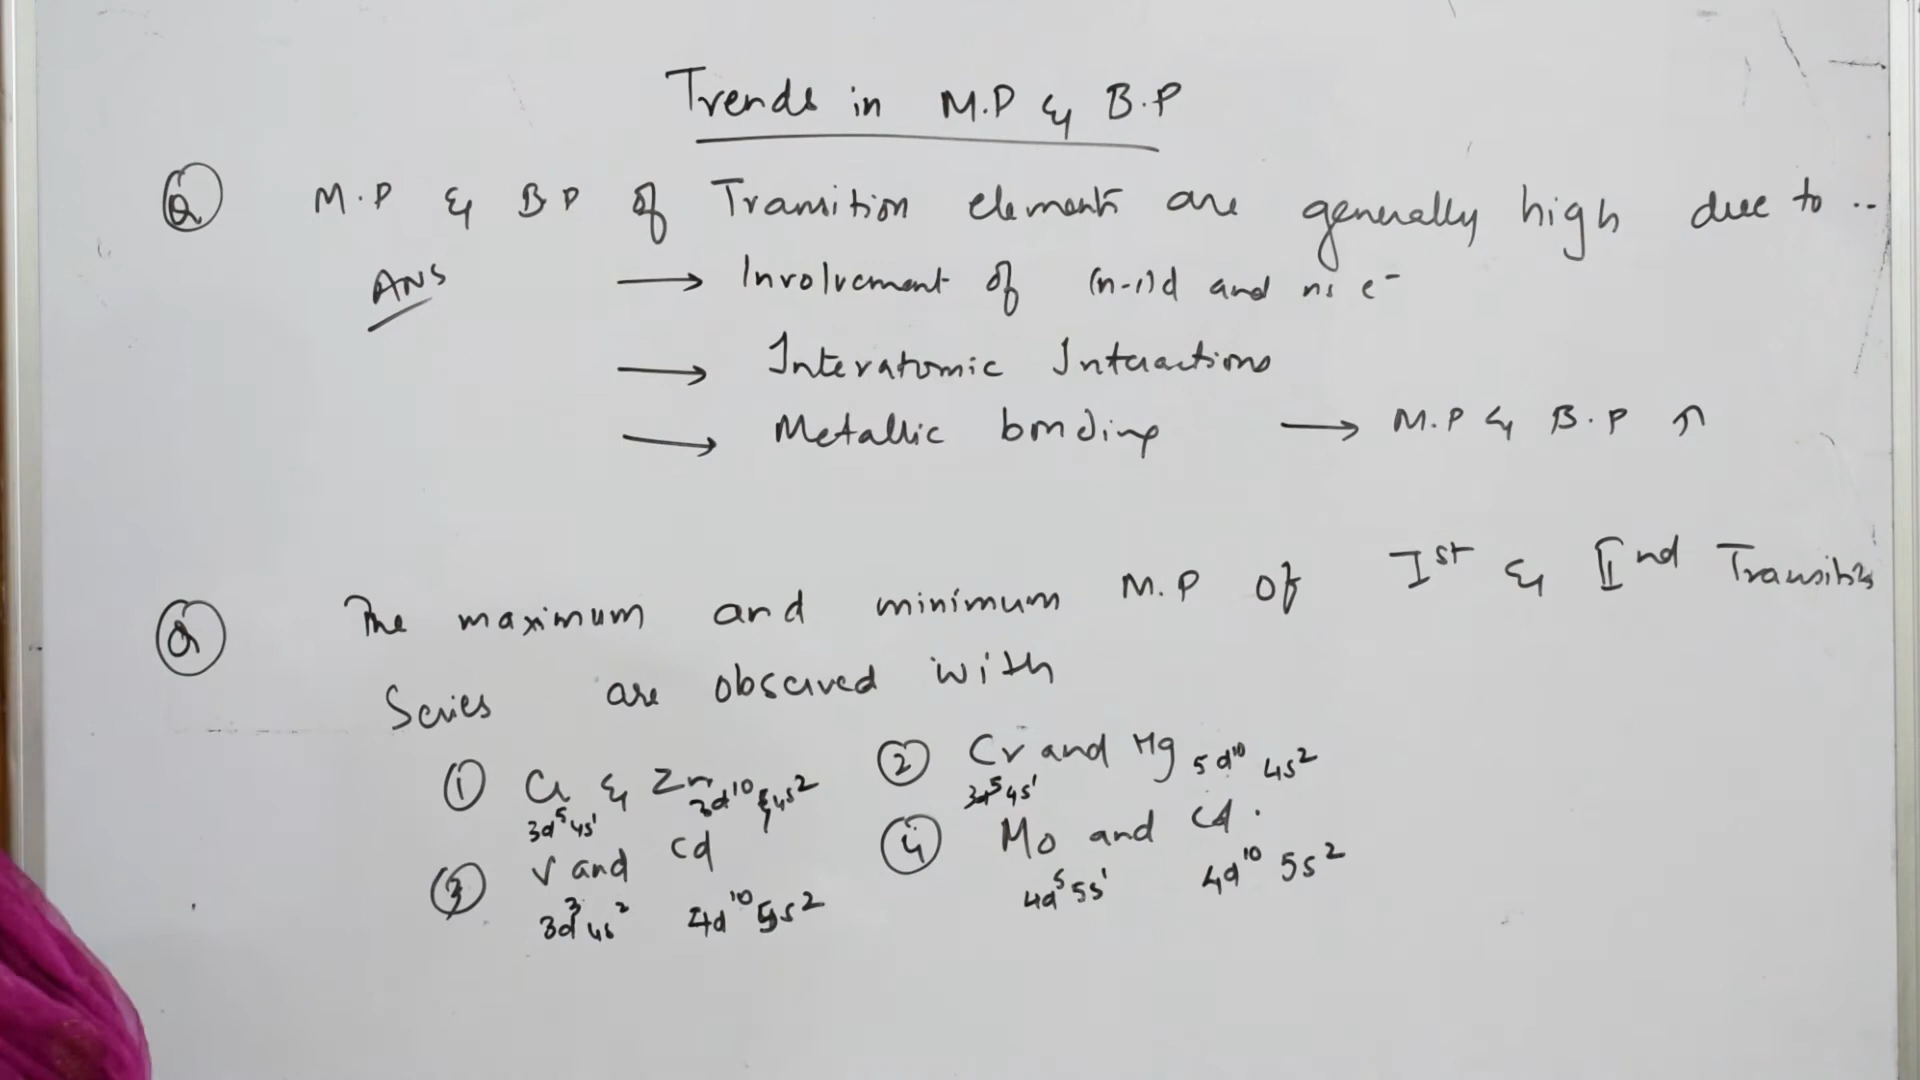 Trends in M.P & B.P
Q M.P & BP of Transition elements are generally high due to ..
Ans → Involvement of (n-1)d and ns e⁻
→ Interatomic Interactions
→ Metallic bonding → M.P & B.P ↑
Q The maximum and minimum M.P of Iˢᵗ & IIⁿᵈ Transition
Series are observed with
① Cr & Zn ② Cr and Hg
3d⁵4s¹ 3d¹⁰ 4s² 3d⁵4s¹ 5d¹⁰ 4s²
③ V and Cd ④ Mo and Cd.
3d³4s² 4d¹⁰5s² 4d⁵5s¹ 4d¹⁰ 5s²